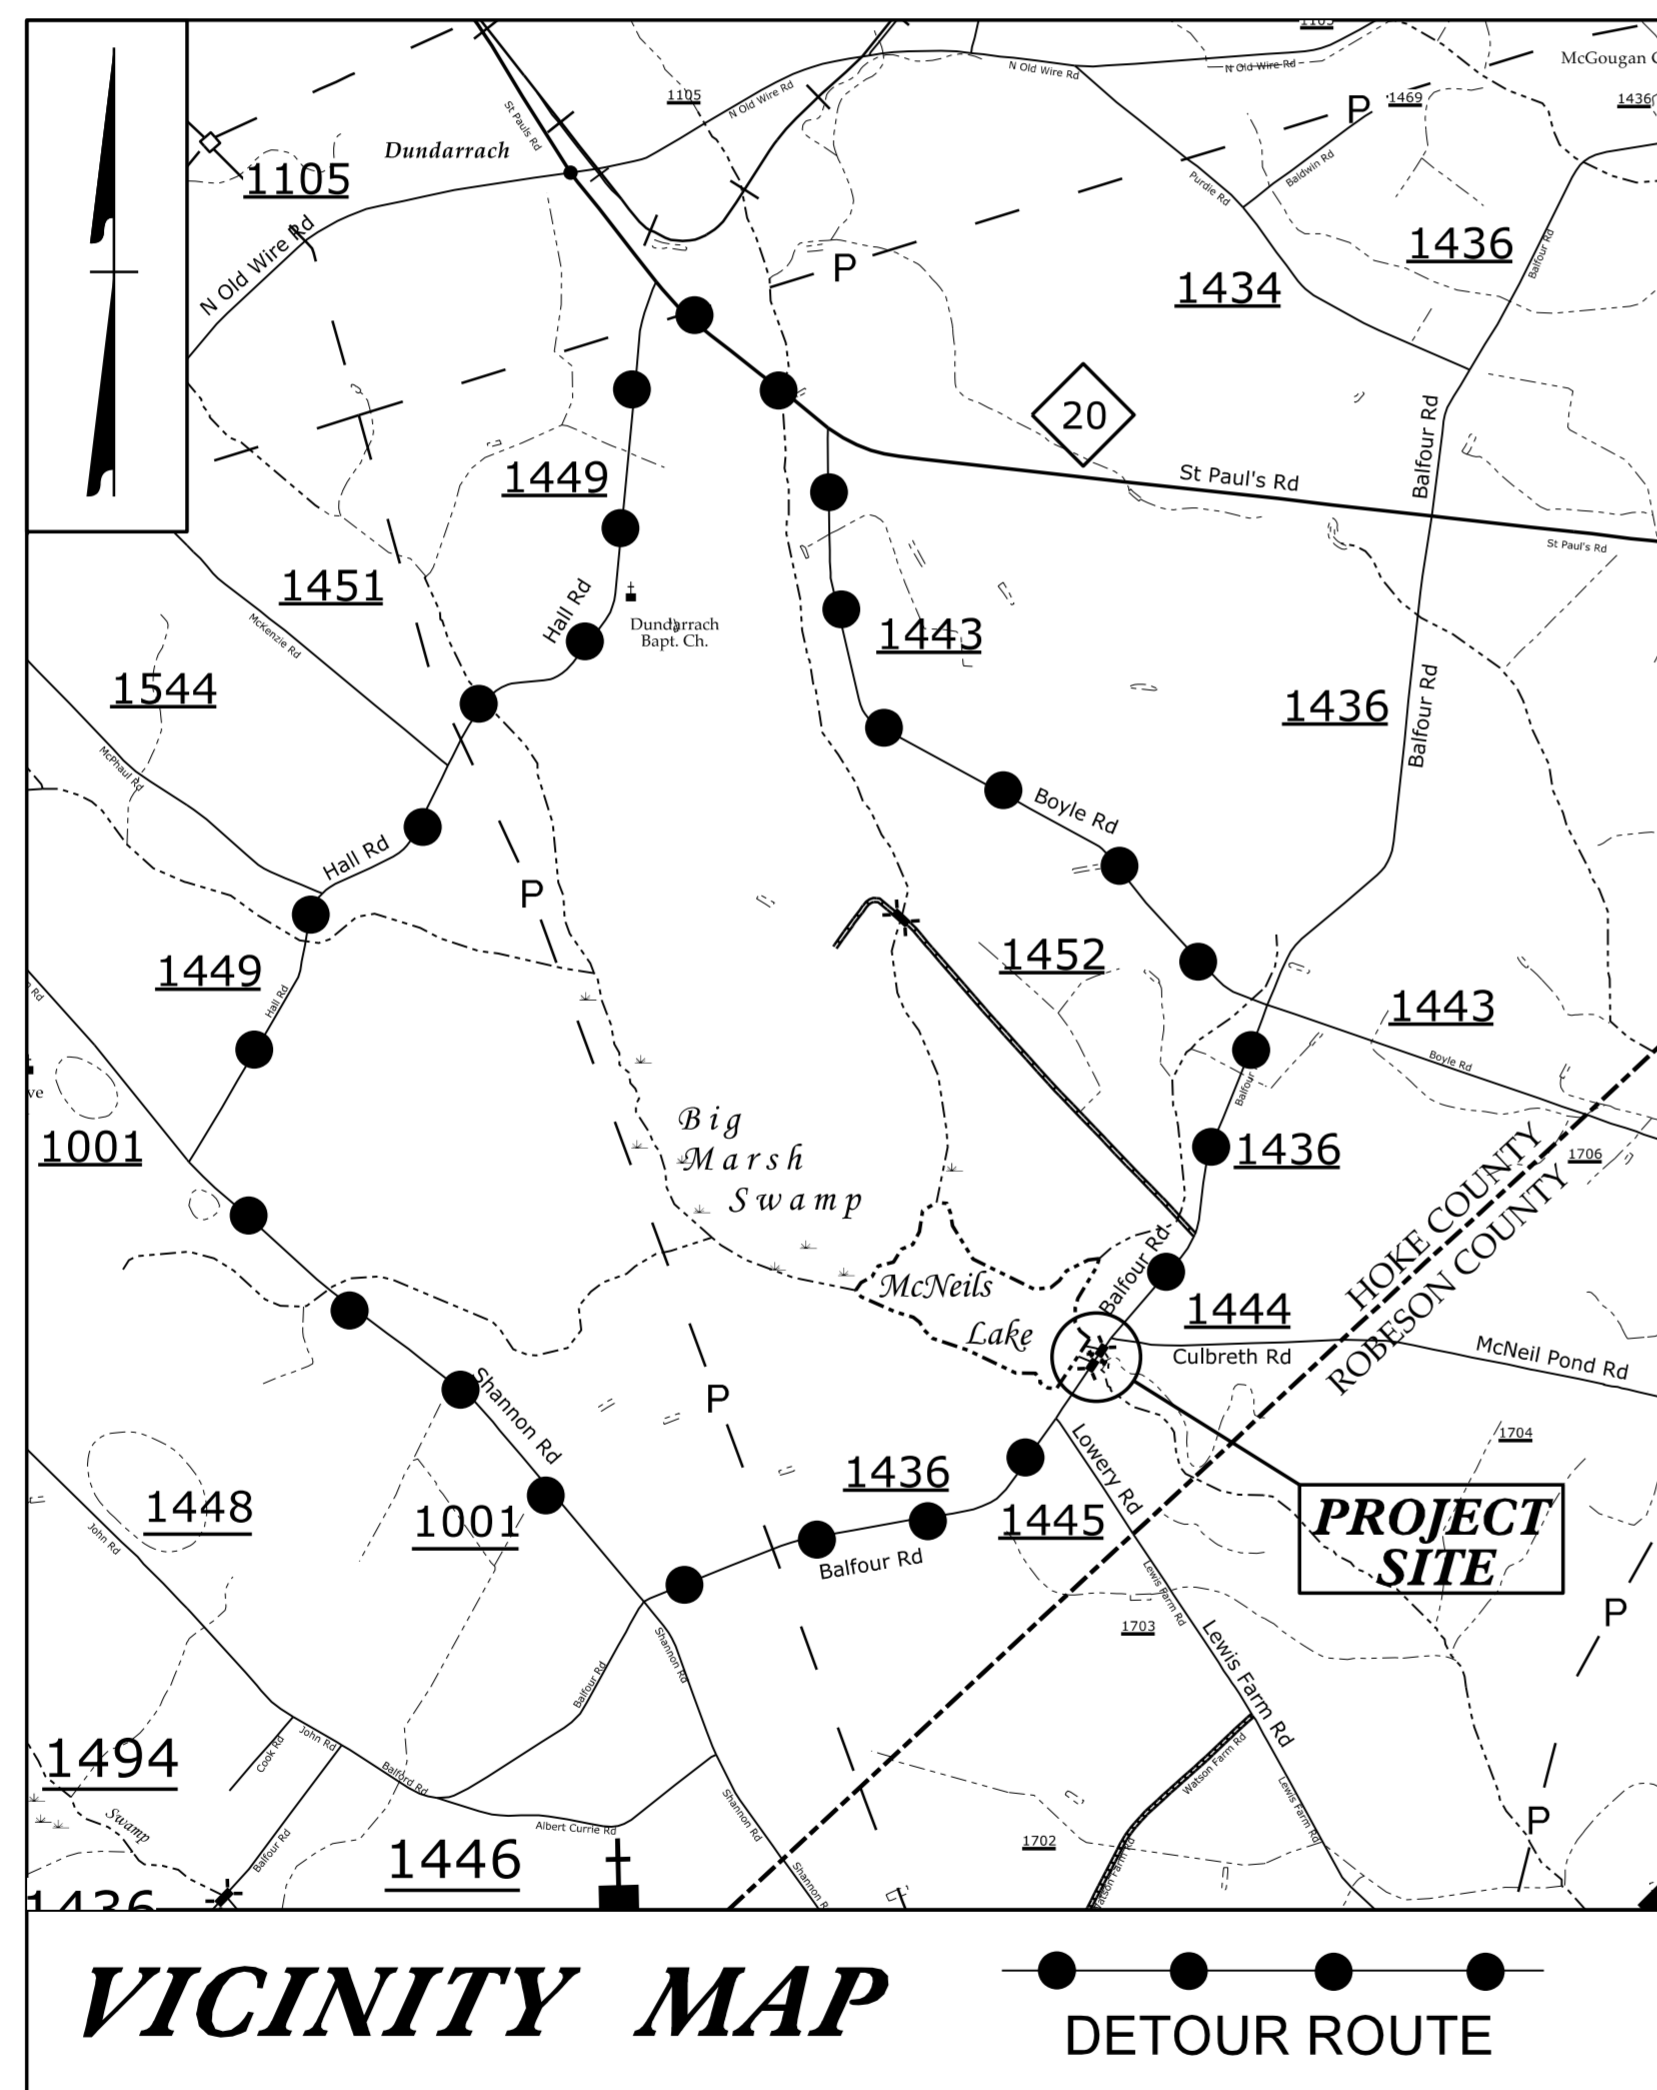 1105
McGougan C
N Old Wire Rd
N Old Wire Rd
1105
N Old Wire Rd
1469
1436
P
St Pauls Rd
Dundarrach
1105
Baldwin Rd
Purdie Rd
N Old Wire Rd
1436
Balfour Rd
P
1434
20
Balfour Rd
St Paul's Rd
St Paul's Rd
1449
1451
Hall Rd
McKenzie Rd
Dundarrach
Bapt. Ch.
1443
1544
1436
Balfour Rd
McPhaul Rd
Boyle Rd
Hall Rd
P
1452
1449
Hall Rd
1443
Rd
Boyle Rd
Balfour
ve
1001
Big
Marsh
Swamp
1436
1706
HOKE COUNTY
ROBESON COUNTY
McNeils
Lake
Balfour Rd
1444
Culbreth Rd
McNeil Pond Rd
Shannon Rd
P
1704
1436
Lowery Rd
1448
1001
1445
PROJECT
SITE
John Rd
Balfour Rd
Lewis Farm Rd
1703
P
Shannon Rd
Balfour Rd
Lewis Farm Rd
1494
Cook Rd
John Rd
Balford Rd
Watson Farm Rd
Lewis Farm Rd
Swamp
Albert Currie Rd
Shannon Rd
P
1702
Balfour Rd
1446
Shannon R
Watson Farm Rd
1436
VICINITY MAP
DETOUR ROUTE